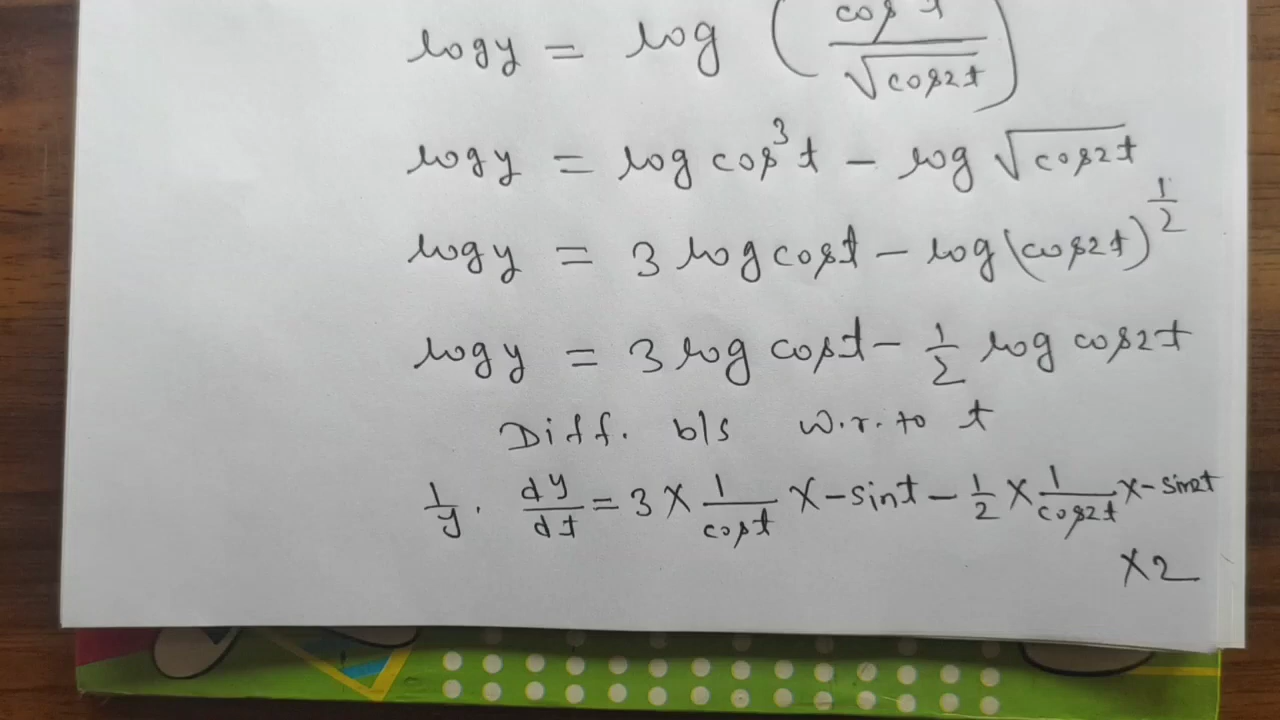 log y = log (cos t / √cos2t)
log y = log cos³t - log √cos2t
log y = 3 log cost - log (cos2t)^1/2
log y = 3 log cost - 1/2 log cos2t
Diff. b/s w.r.to t
1/y . dy/dt = 3 × 1/cost × -sint - 1/2 × 1/cos2t × -sin2t
×2